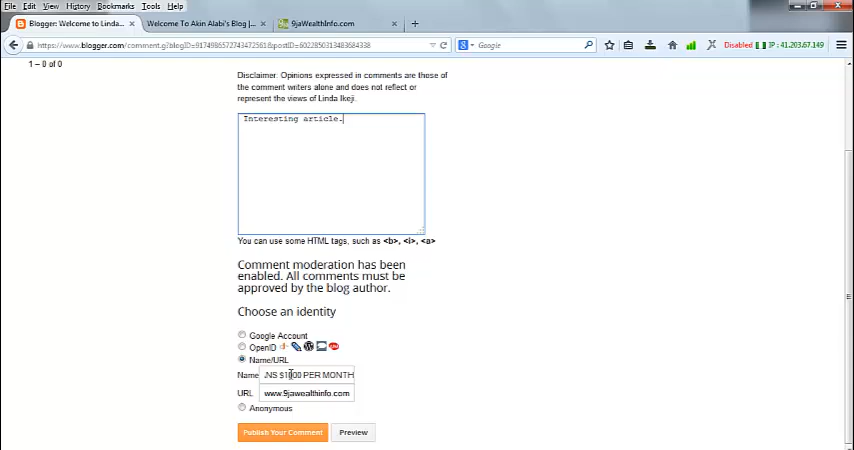 File Edit View History Bookmarks Tools Help
Blogger: Welcome to Linda... × Welcome To Akin Alabi's Blog |... × 9jaWealthInfo.com × +
https://www.blogger.com/comment.g?blogID=9174986572743472561&postID=6022850313483684338 Google Disabled IP : 41.203.67.149
1 – 0 of 0
Disclaimer: Opinions expressed in comments are those of
the comment writers alone and does not reflect or
represent the views of Linda Ikeji.
Interesting article.
You can use some HTML tags, such as <b>, <i>, <a>
Comment moderation has been
enabled. All comments must be
approved by the blog author.
Choose an identity
Google Account
OpenID
Name/URL
Name NS $1000 PER MONTH
URL www.9jawealthinfo.com
Anonymous
Publish Your Comment Preview